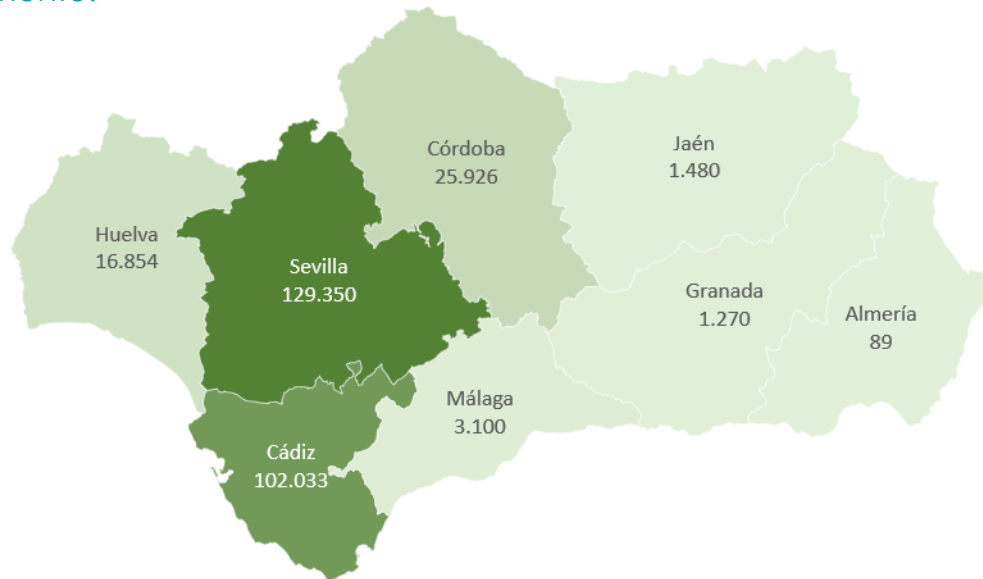 Córdoba
25.926
Jaén
1.480
Huelva
16.854
Sevilla
129.350
Granada
1.270
Almería
89
Málaga
3.100
Cádiz
102.033